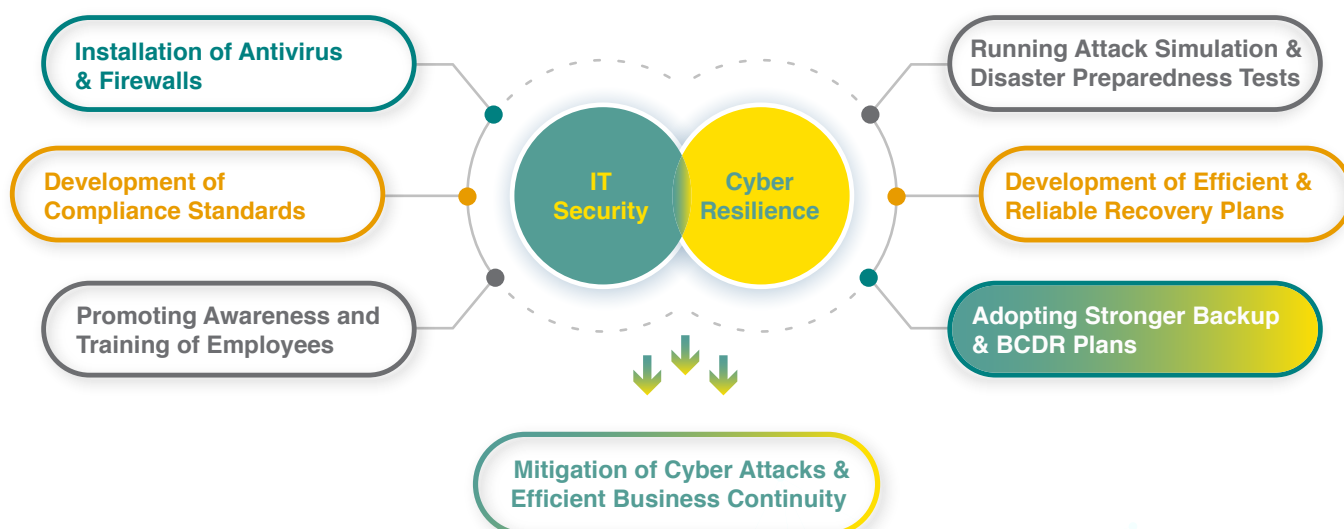 Installation of Antivirus
& Firewalls
Development of
Compliance Standards
Promoting Awareness and
Training of Employees
IT
Security
Cyber
Resilience
Running Attack Simulation &
Disaster Preparedness Tests
Development of Efficient &
Reliable Recovery Plans
Adopting Stronger Backup
& BCDR Plans
Mitigation of Cyber Attacks &
Efficient Business Continuity